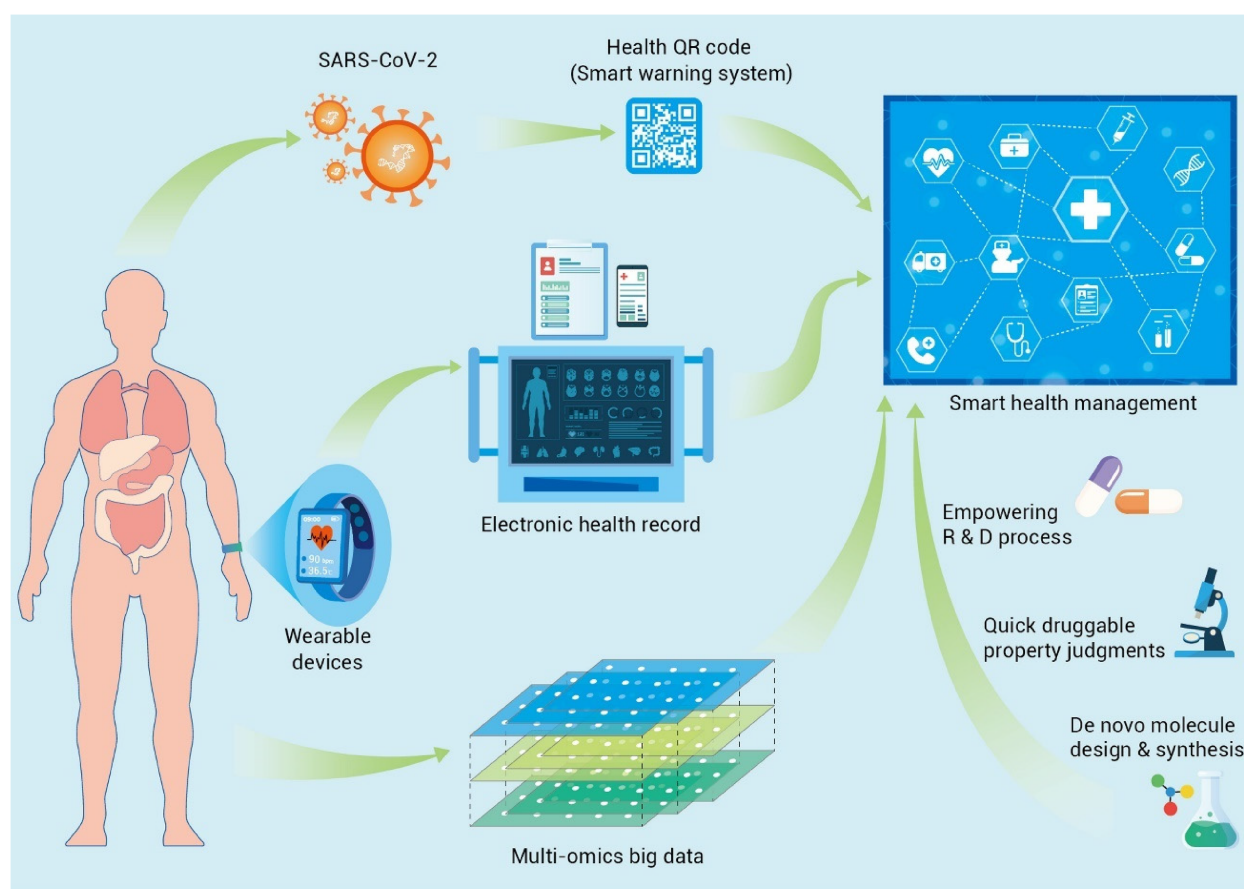 SARS-CoV-2
Health QR code
(Smart warning system)
Smart health management
Electronic health record
90 bpm
36.5
Wearable
devices
Empowering
R & D process
Quick druggable
property judgments
De novo molecule
design & synthesis
Multi-omics big data